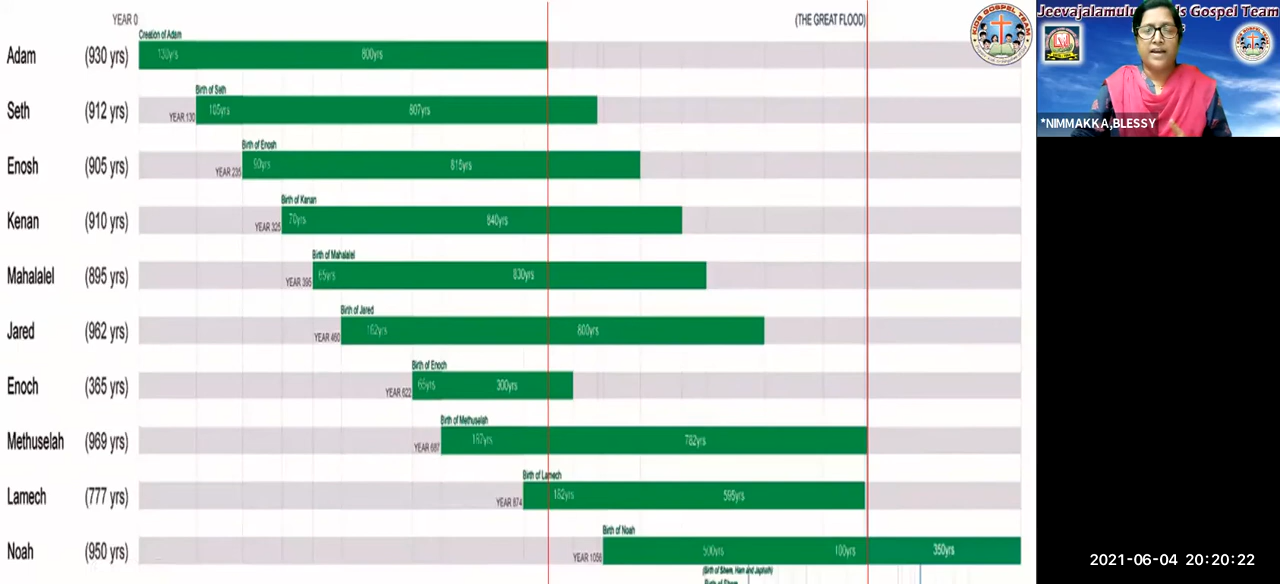 YEAR 0
(THE GREAT FLOOD)
Creation of Adam
Adam (930 yrs) 130yrs 800yrs
Birth of Seth
Seth (912 yrs) YEAR 130 105yrs 807yrs
Birth of Enosh
Enosh (905 yrs) YEAR 235 90yrs 815yrs
Birth of Kenan
Kenan (910 yrs) YEAR 325 70yrs 840yrs
Birth of Mahalalel
Mahalalel (895 yrs) YEAR 395 65yrs 830yrs
Birth of Jared
Jared (962 yrs) YEAR 460 162yrs 800yrs
Birth of Enoch
Enoch (365 yrs) YEAR 622 65yrs 300yrs
Birth of Methuselah
Methuselah (969 yrs) YEAR 687 187yrs 782yrs
Birth of Lamech
Lamech (777 yrs) YEAR 874 182yrs 595yrs
Birth of Noah
Noah (950 yrs) YEAR 1056 500yrs 100yrs 350yrs
(Birth of Shem, Ham and Japheth)
Birth of Shem
KIDS GOSPEL TEAM
Jeevajalamulu Gospel Team
*NIMMAKKA,BLESSY
2021-06-04 20:20:22